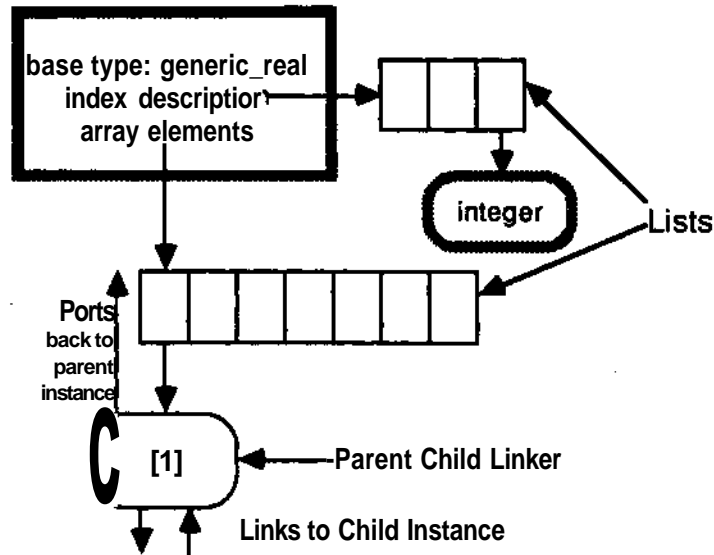 base type: generic_real
index description
array elements
integer
Lists
Ports
back to
parent
instance
[1]
Parent Child Linker
Links to Child Instance